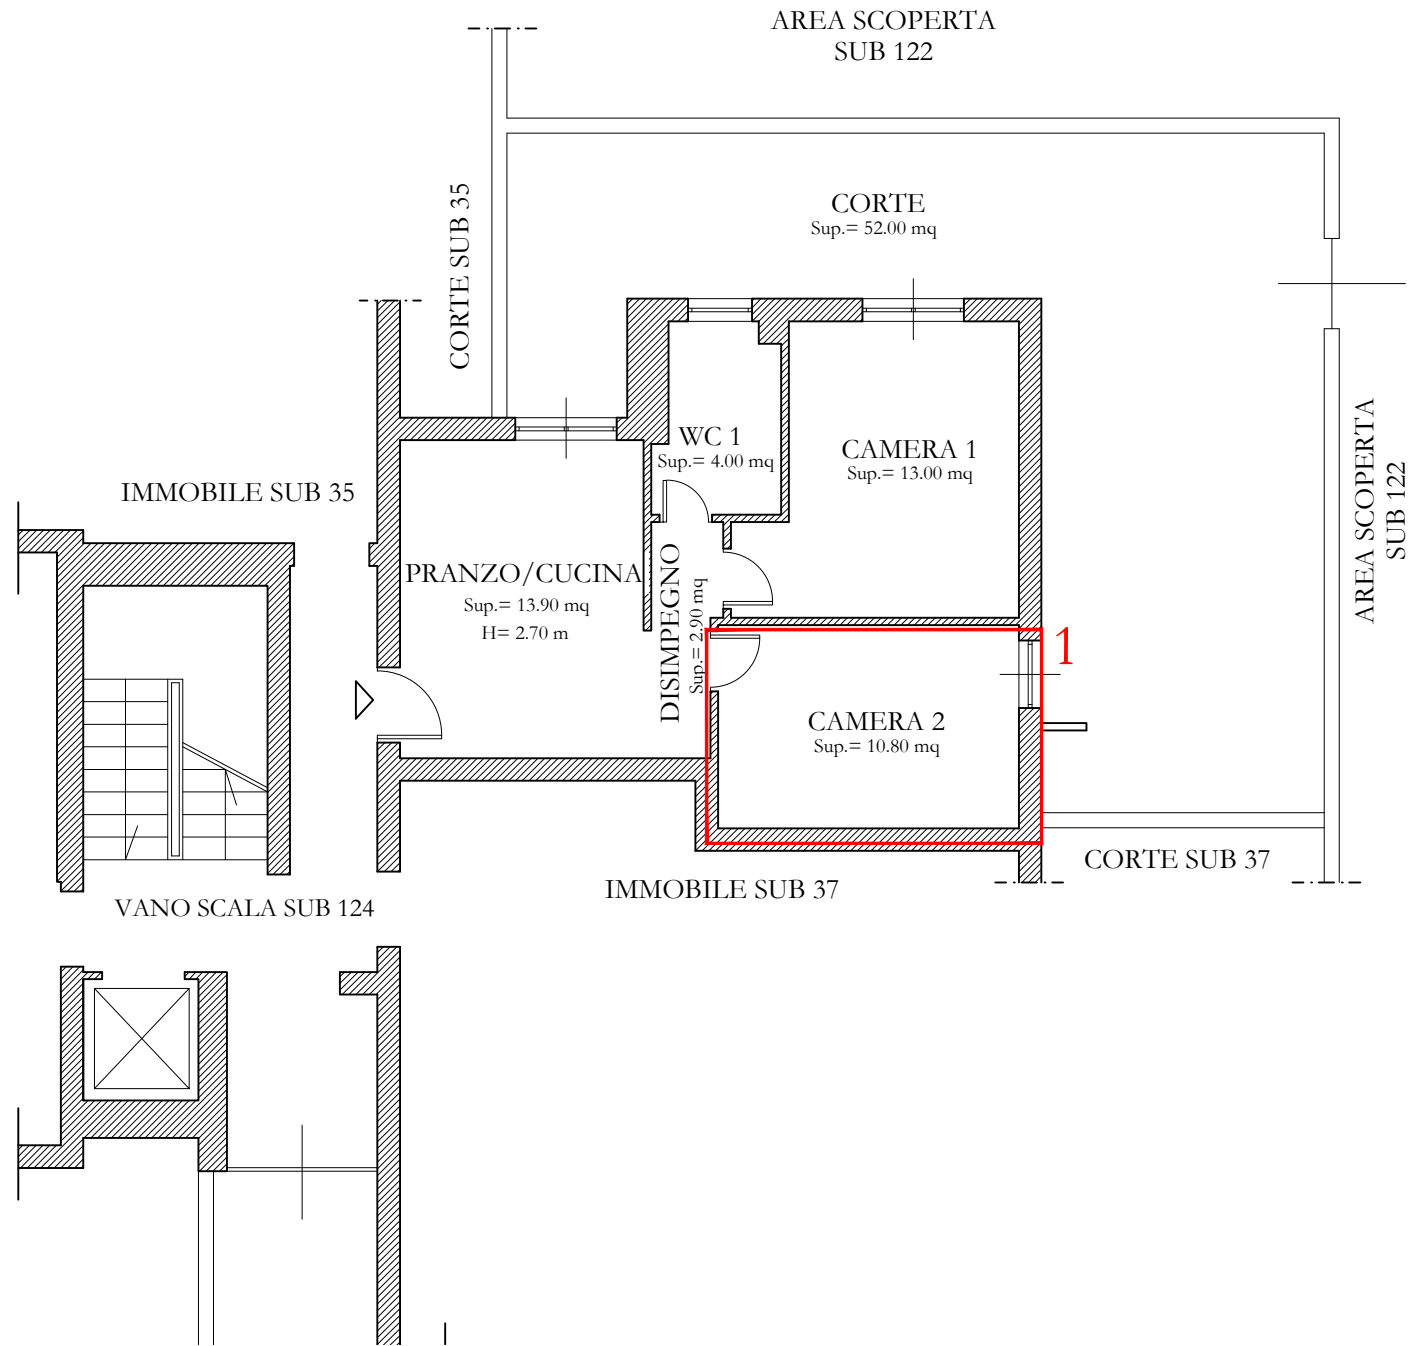 AREA SCOPERTA
SUB 122
CORTE SUB 35
CORTE
Sup.= 52.00 mq
WC 1
Sup.= 4.00 mq
CAMERA 1
Sup.= 13.00 mq
AREA SCOPERTA
SUB 122
IMMOBILE SUB 35
PRANZO/CUCINA
Sup.= 13.90 mq
H= 2.70 m
DISIMPEGNO
Sup.= 2.90 mq
1
CAMERA 2
Sup.= 10.80 mq
CORTE SUB 37
IMMOBILE SUB 37
VANO SCALA SUB 124